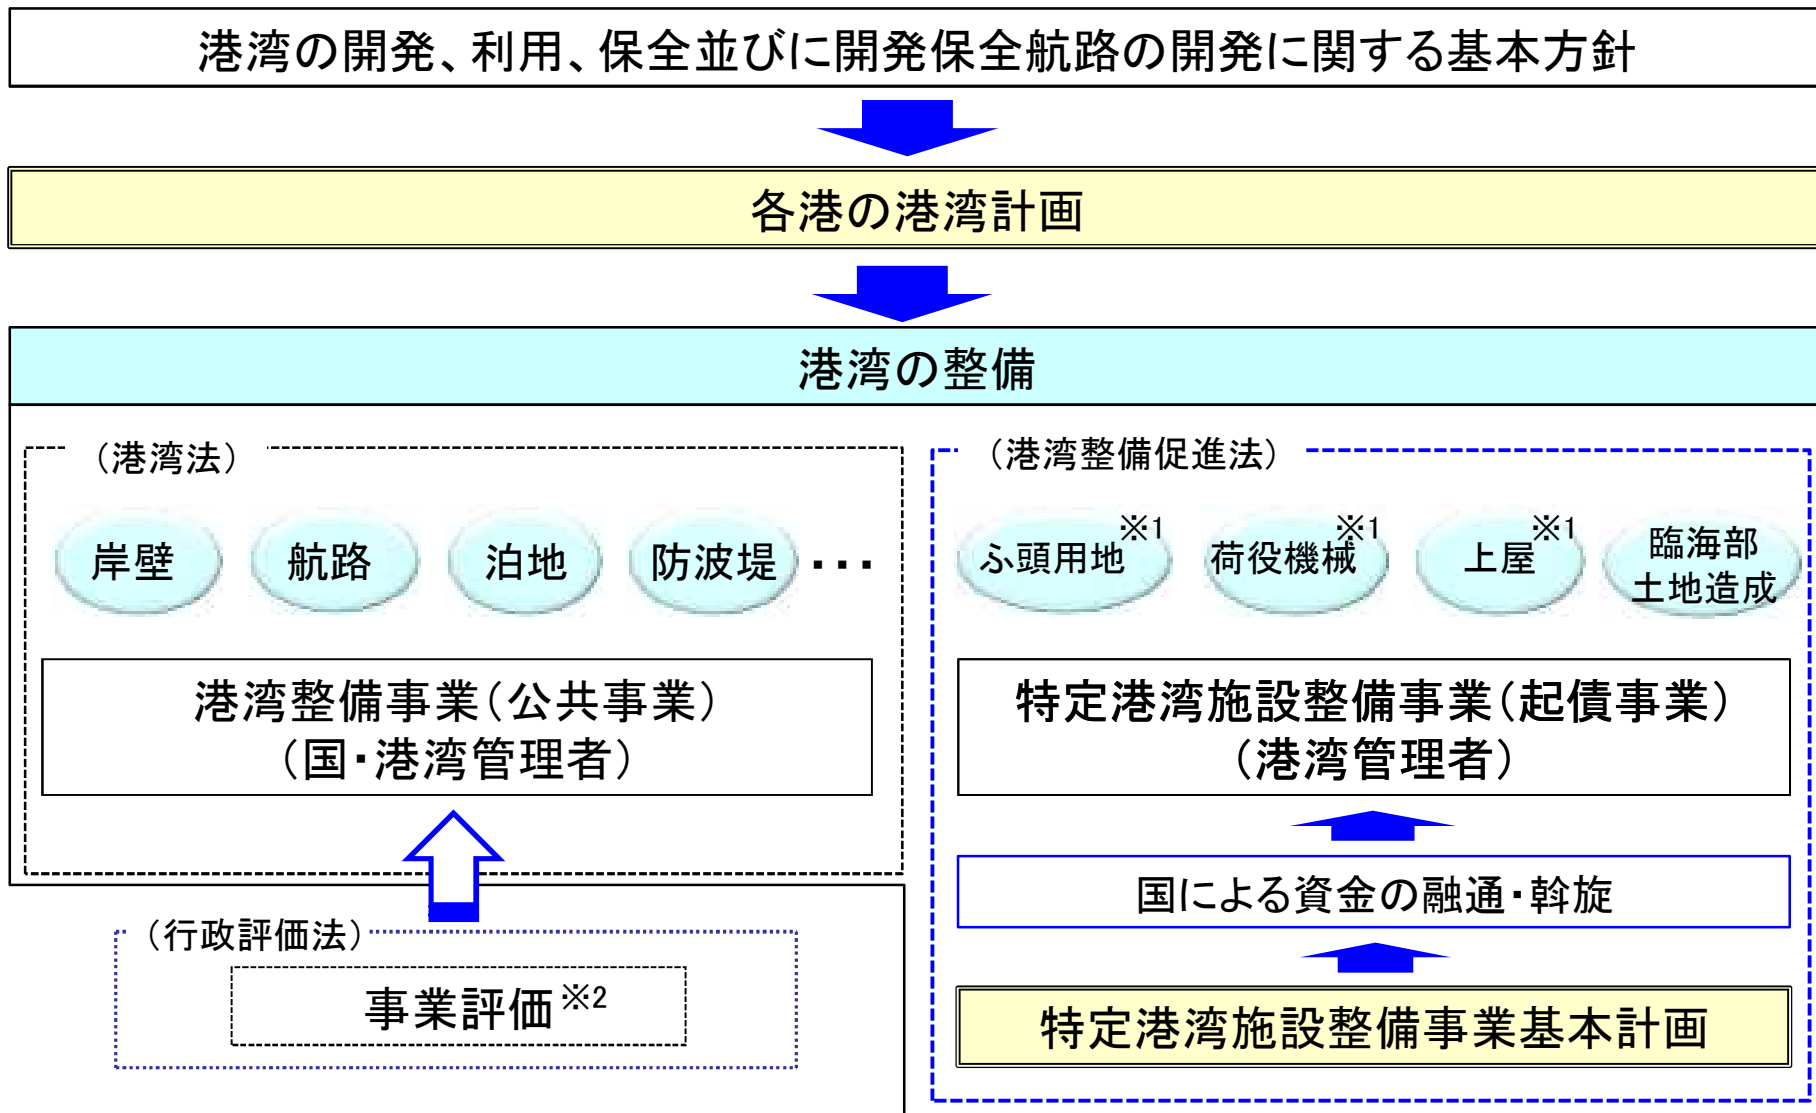 港湾の開発、利用、保全並びに開発保全航路の開発に関する基本方針
各港の港湾計画
港湾の整備
（港湾法）
岸壁
航路
泊地
防波堤
･･･
港湾整備事業（公共事業）
（国・港湾管理者）
（行政評価法）
事業評価※2
（港湾整備促進法）
ふ頭用地※1
荷役機械※1
上屋※1
臨海部
土地造成
特定港湾施設整備事業（起債事業）
（港湾管理者）
国による資金の融通・斡旋
特定港湾施設整備事業基本計画